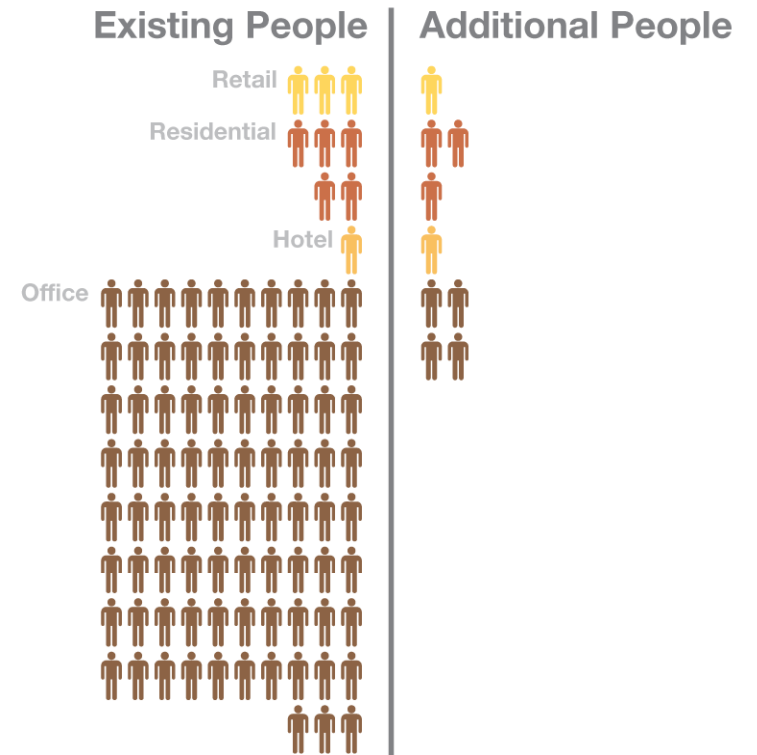 Existing People
Additional People
Retail
Residential
Hotel
Office